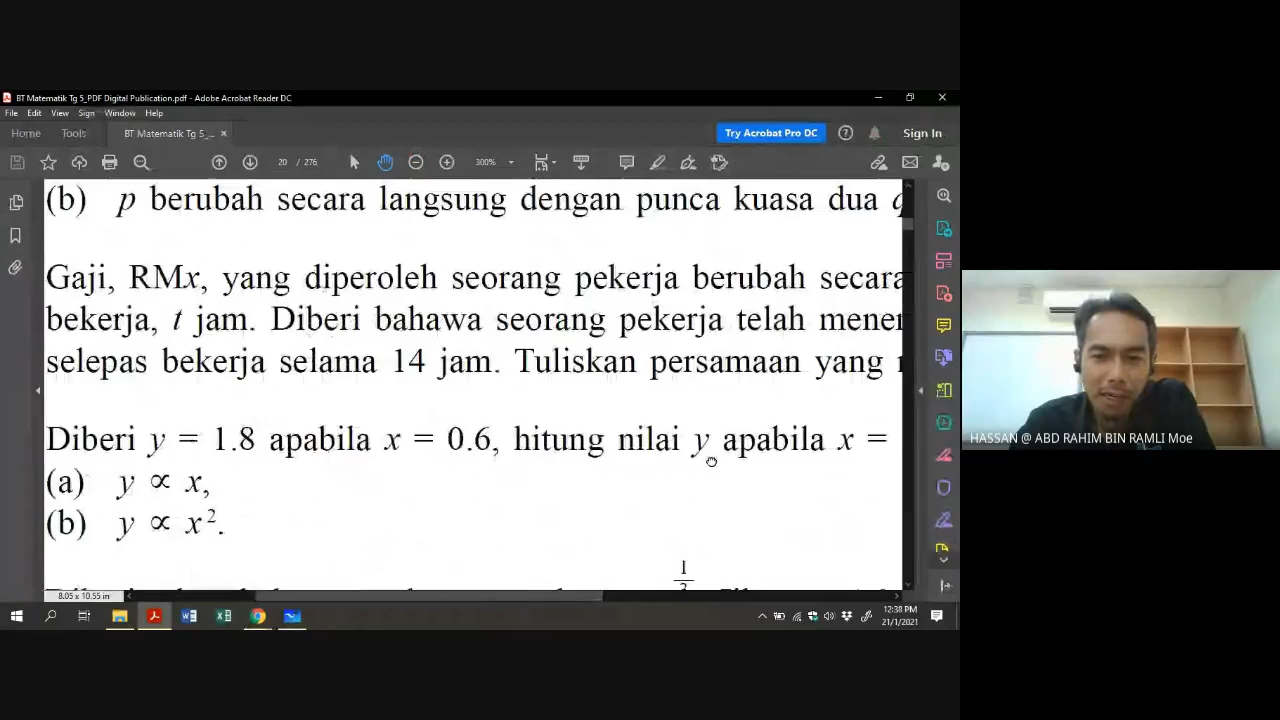 BT Matematik Tg 5_PDF Digital Publication.pdf - Adobe Acrobat Reader DC
File Edit View Sign Window Help
Home Tools BT Matematik Tg 5_... × Try Acrobat Pro DC Sign In
20 / 276 300%
(b) p berubah secara langsung dengan punca kuasa dua
Gaji, RMx, yang diperoleh seorang pekerja berubah secara
bekerja, t jam. Diberi bahawa seorang pekerja telah mener
selepas bekerja selama 14 jam. Tuliskan persamaan yang
Diberi y = 1.8 apabila x = 0.6, hitung nilai y apabila x =
(a) y ∝ x,
(b) y ∝ x².
HASSAN @ ABD RAHIM BIN RAMLI Moe
8.05 x 10.55 in
12:38 PM
21/1/2021